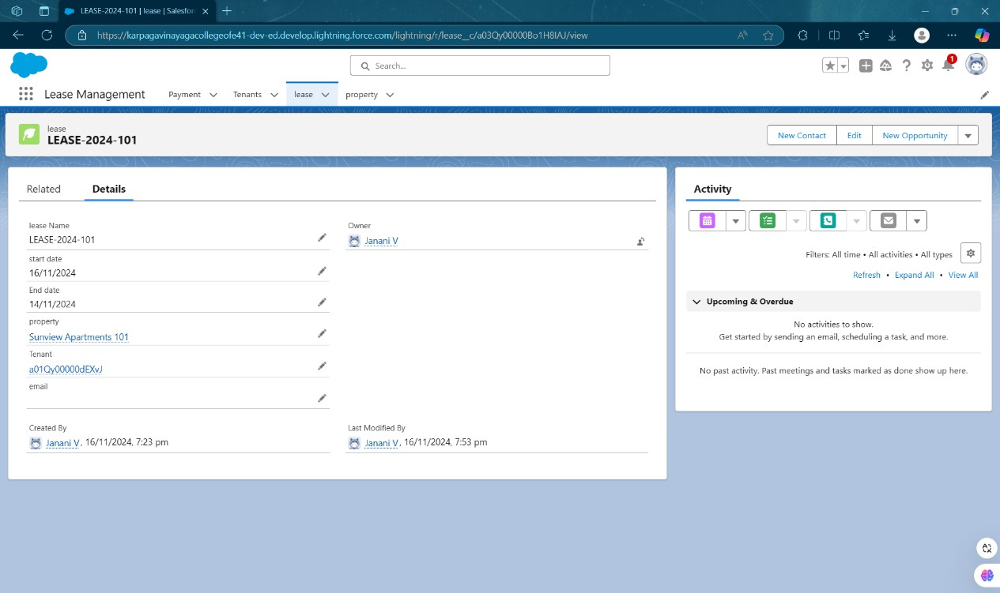 LEASE-2024-101 | lease | Salesfor
https://karpagavinayagacollegeofe41-dev-ed.develop.lightning.force.com/lightning/r/lease__c/a03Qy00000Bo1H8IAJ/view
Search...
1
Lease Management
Payment
Tenants
lease
property
lease
LEASE-2024-101
New Contact
Edit
New Opportunity
Related
Details
lease Name
LEASE-2024-101
start date
16/11/2024
End date
14/11/2024
property
Sunview Apartments 101
Tenant
a01Qy00000dEXvJ
email
Created By
Janani V, 16/11/2024, 7:23 pm
Owner
Janani V
Last Modified By
Janani V, 16/11/2024, 7:53 pm
Activity
Filters: All time • All activities • All types
Refresh • Expand All • View All
Upcoming & Overdue
No activities to show.
Get started by sending an email, scheduling a task, and more.
No past activity. Past meetings and tasks marked as done show up here.